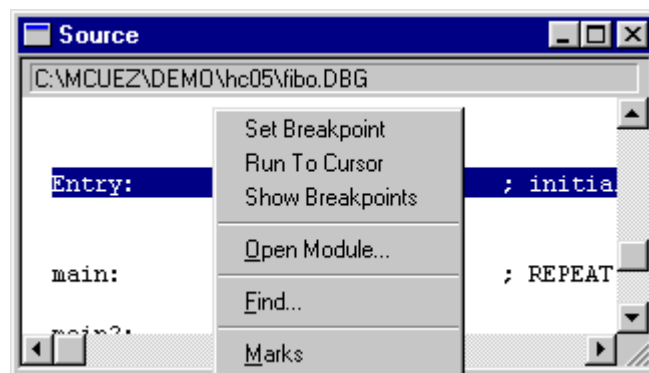 Source
C:\MCUEZ\DEMO\hc05\fibo.DBG
Set Breakpoint
Run To Cursor
Entry: ; initia
Show Breakpoints
Open Module...
main: ; REPEAT
Find...
main2:
Marks